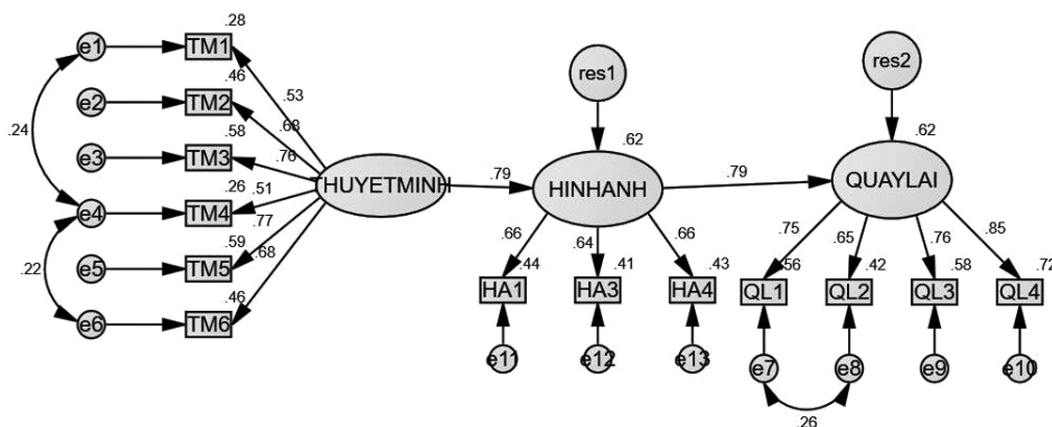 .28
e1 TM1
.46
e2 TM2 .53
.24 .58 .68
e3 TM3 .76
.26 .51
e4 TM4 THUYETMINH
.77
.59 .68
e5 TM5
.22 .46
e6 TM6
.79
res1
.62
HINHANH
.79
res2
.62
QUAYLAI
.66 .64 .66
.44 .41 .43
HA1 HA3 HA4
e11 e12 e13
.75 .65 .76 .85
.56 .42 .58 .72
QL1 QL2 QL3 QL4
e7 e8 e9 e10
.26